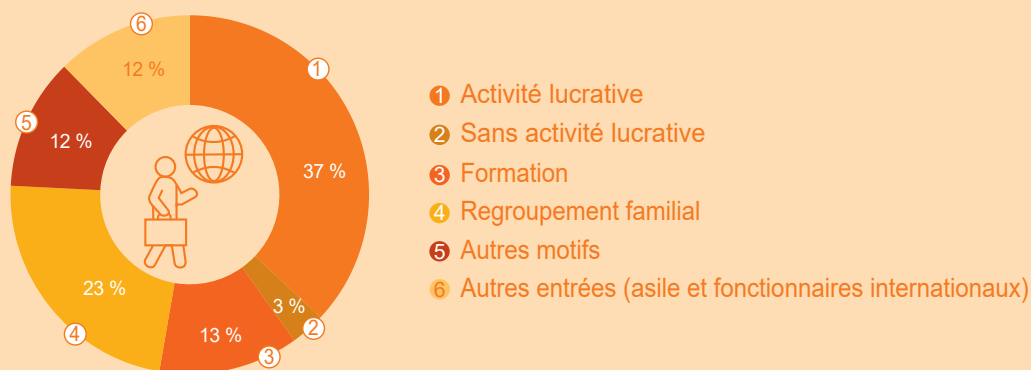 6
12 %
1
5
12 %
37 %
23 %
3 %
4
13 %
2
3
1 Activité lucrative
2 Sans activité lucrative
3 Formation
4 Regroupement familial
5 Autres motifs
6 Autres entrées (asile et fonctionnaires internationaux)